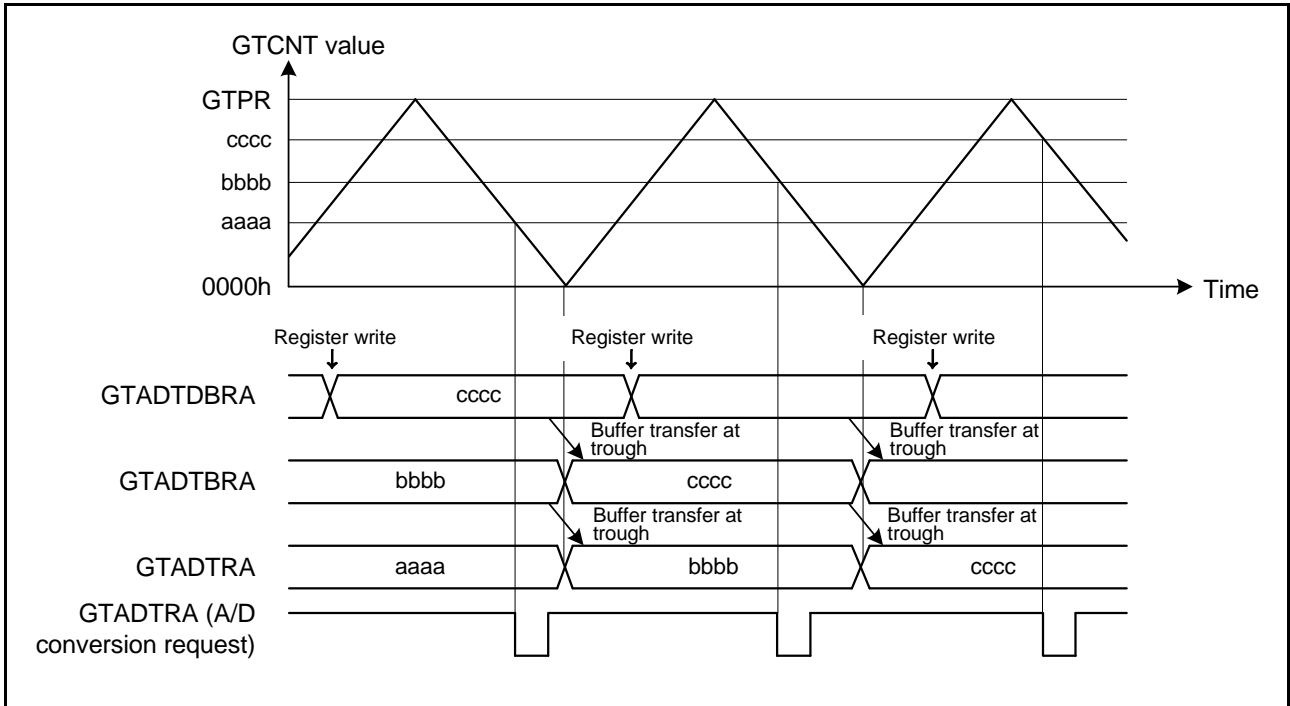 GTCNT value
GTPR
cccc
bbbb
aaaa
0000h
Time
Register write
Register write
Register write
GTADTDBRA
cccc
Buffer transfer at
trough
Buffer transfer at
trough
GTADTBRA
bbbb
cccc
Buffer transfer at
trough
Buffer transfer at
trough
GTADTRA
aaaa
bbbb
cccc
GTADTRA (A/D
conversion request)